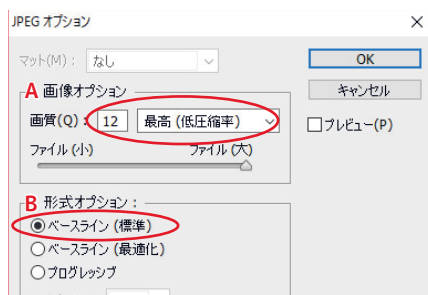 JPEG オプション
マット(M)： なし
OK
A 画像オプション
キャンセル
画質(Q)： 12 最高 (低圧縮率)
プレビュー(P)
ファイル (小) ファイル (大)
B 形式オプション：
ベースライン (標準)
ベースライン (最適化)
プログレッシブ